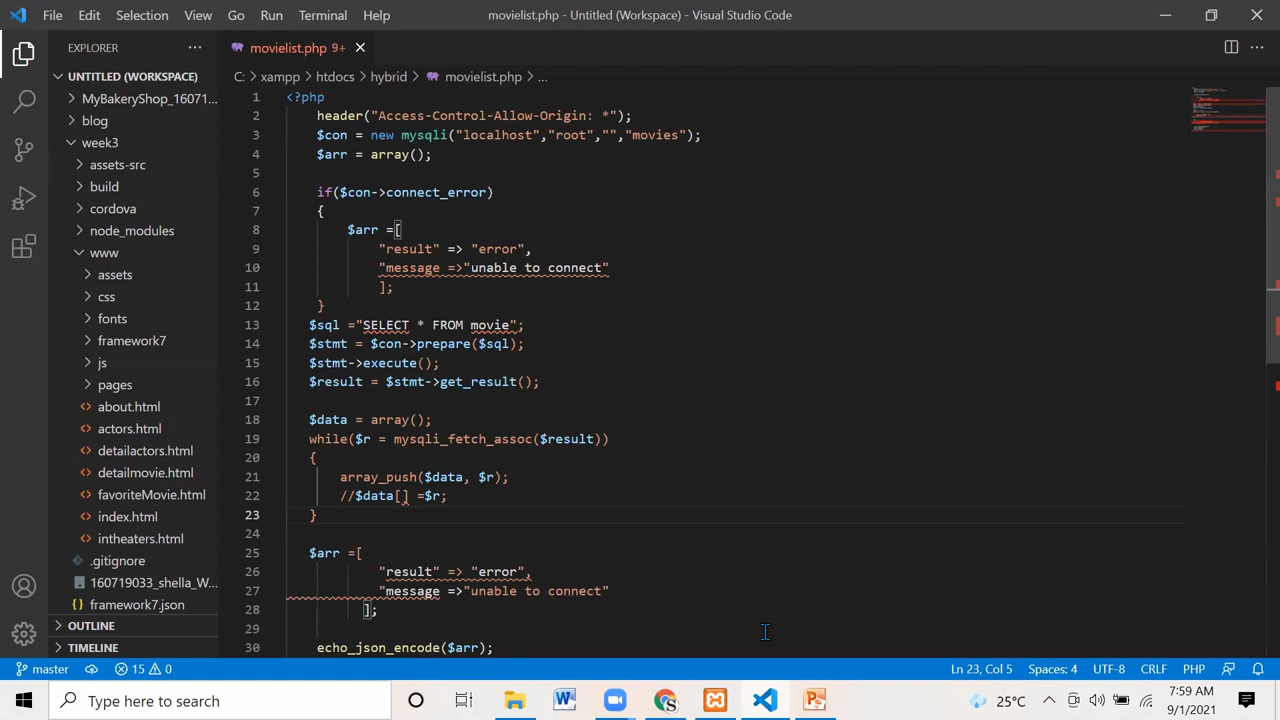 File Edit Selection View Go Run Terminal Help
movielist.php - Untitled (Workspace) - Visual Studio Code
EXPLORER
UNTITLED (WORKSPACE)
MyBakeryShop_16071...
blog
week3
assets-src
build
cordova
node_modules
www
assets
css
fonts
framework7
js
pages
about.html
actors.html
detailactors.html
detailmovie.html
favoriteMovie.html
index.html
intheaters.html
.gitignore
160719033_shella_W...
framework7.json
OUTLINE
TIMELINE
movielist.php 9+
C: > xampp > htdocs > hybrid > movielist.php > ...
1 <?php
2 header("Access-Control-Allow-Origin: *");
3 $con = new mysqli("localhost","root","","movies");
4 $arr = array();
5
6 if($con->connect_error)
7 {
8 $arr =[
9 "result" => "error",
10 "message =>"unable to connect"
11 ];
12 }
13 $sql ="SELECT * FROM movie";
14 $stmt = $con->prepare($sql);
15 $stmt->execute();
16 $result = $stmt->get_result();
17
18 $data = array();
19 while($r = mysqli_fetch_assoc($result))
20 {
21 array_push($data, $r);
22 //$data[] =$r;
23 }
24
25 $arr =[
26 "result" => "error",
27 "message =>"unable to connect"
28 ];
29
30 echo_json_encode($arr);
master 15 0
Ln 23, Col 5 Spaces: 4 UTF-8 CRLF PHP
Type here to search
25°C
7:59 AM
9/1/2021